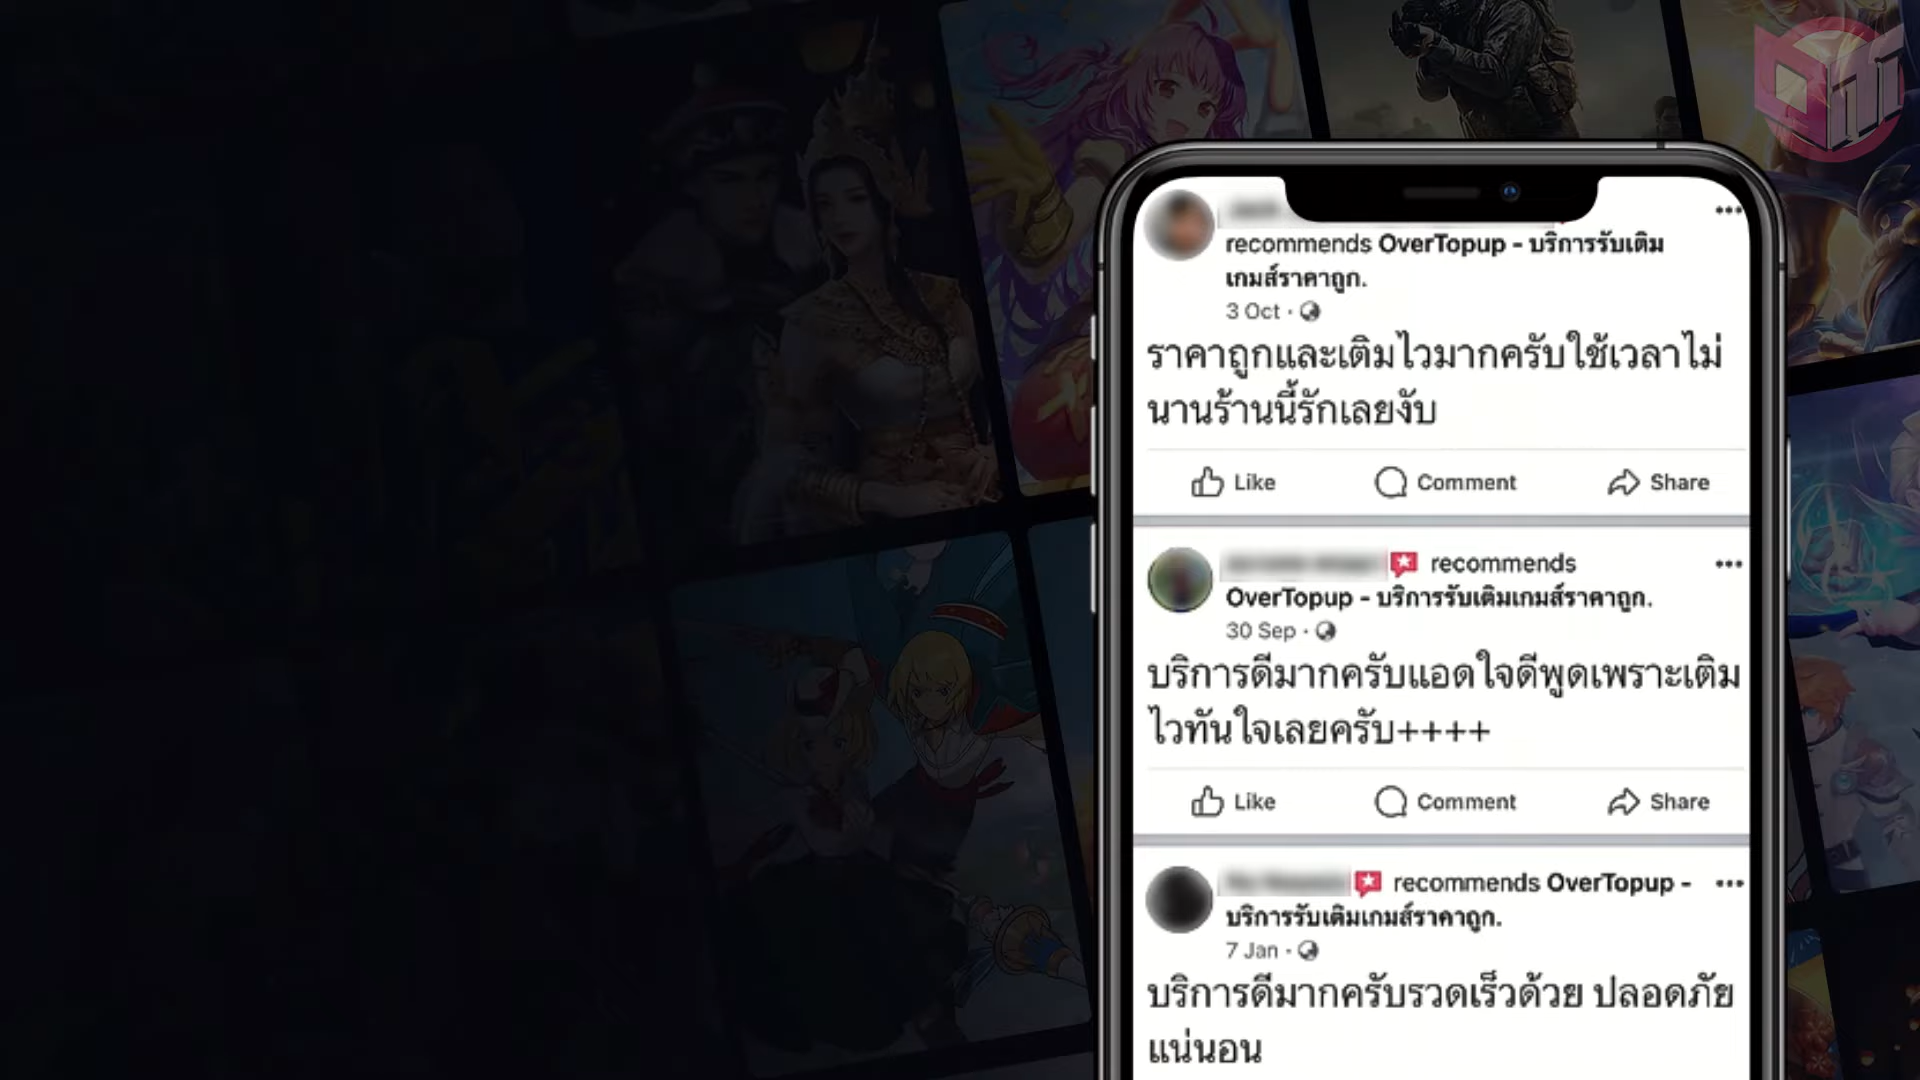 recommends OverTopup - บริการรับเติม
เกมส์ราคาถูก.
3 Oct ·
ราคาถูกและเติมไวมากครับใช้เวลาไม่
นานร้านนี้รักเลยงับ
Like Comment Share
recommends
OverTopup - บริการรับเติมเกมส์ราคาถูก.
30 Sep ·
บริการดีมากครับแอดใจดีพูดเพราะเติม
ไวทันใจเลยครับ++++
Like Comment Share
recommends OverTopup -
บริการรับเติมเกมส์ราคาถูก.
7 Jan ·
บริการดีมากครับรวดเร็วด้วย ปลอดภัย
แน่นอน